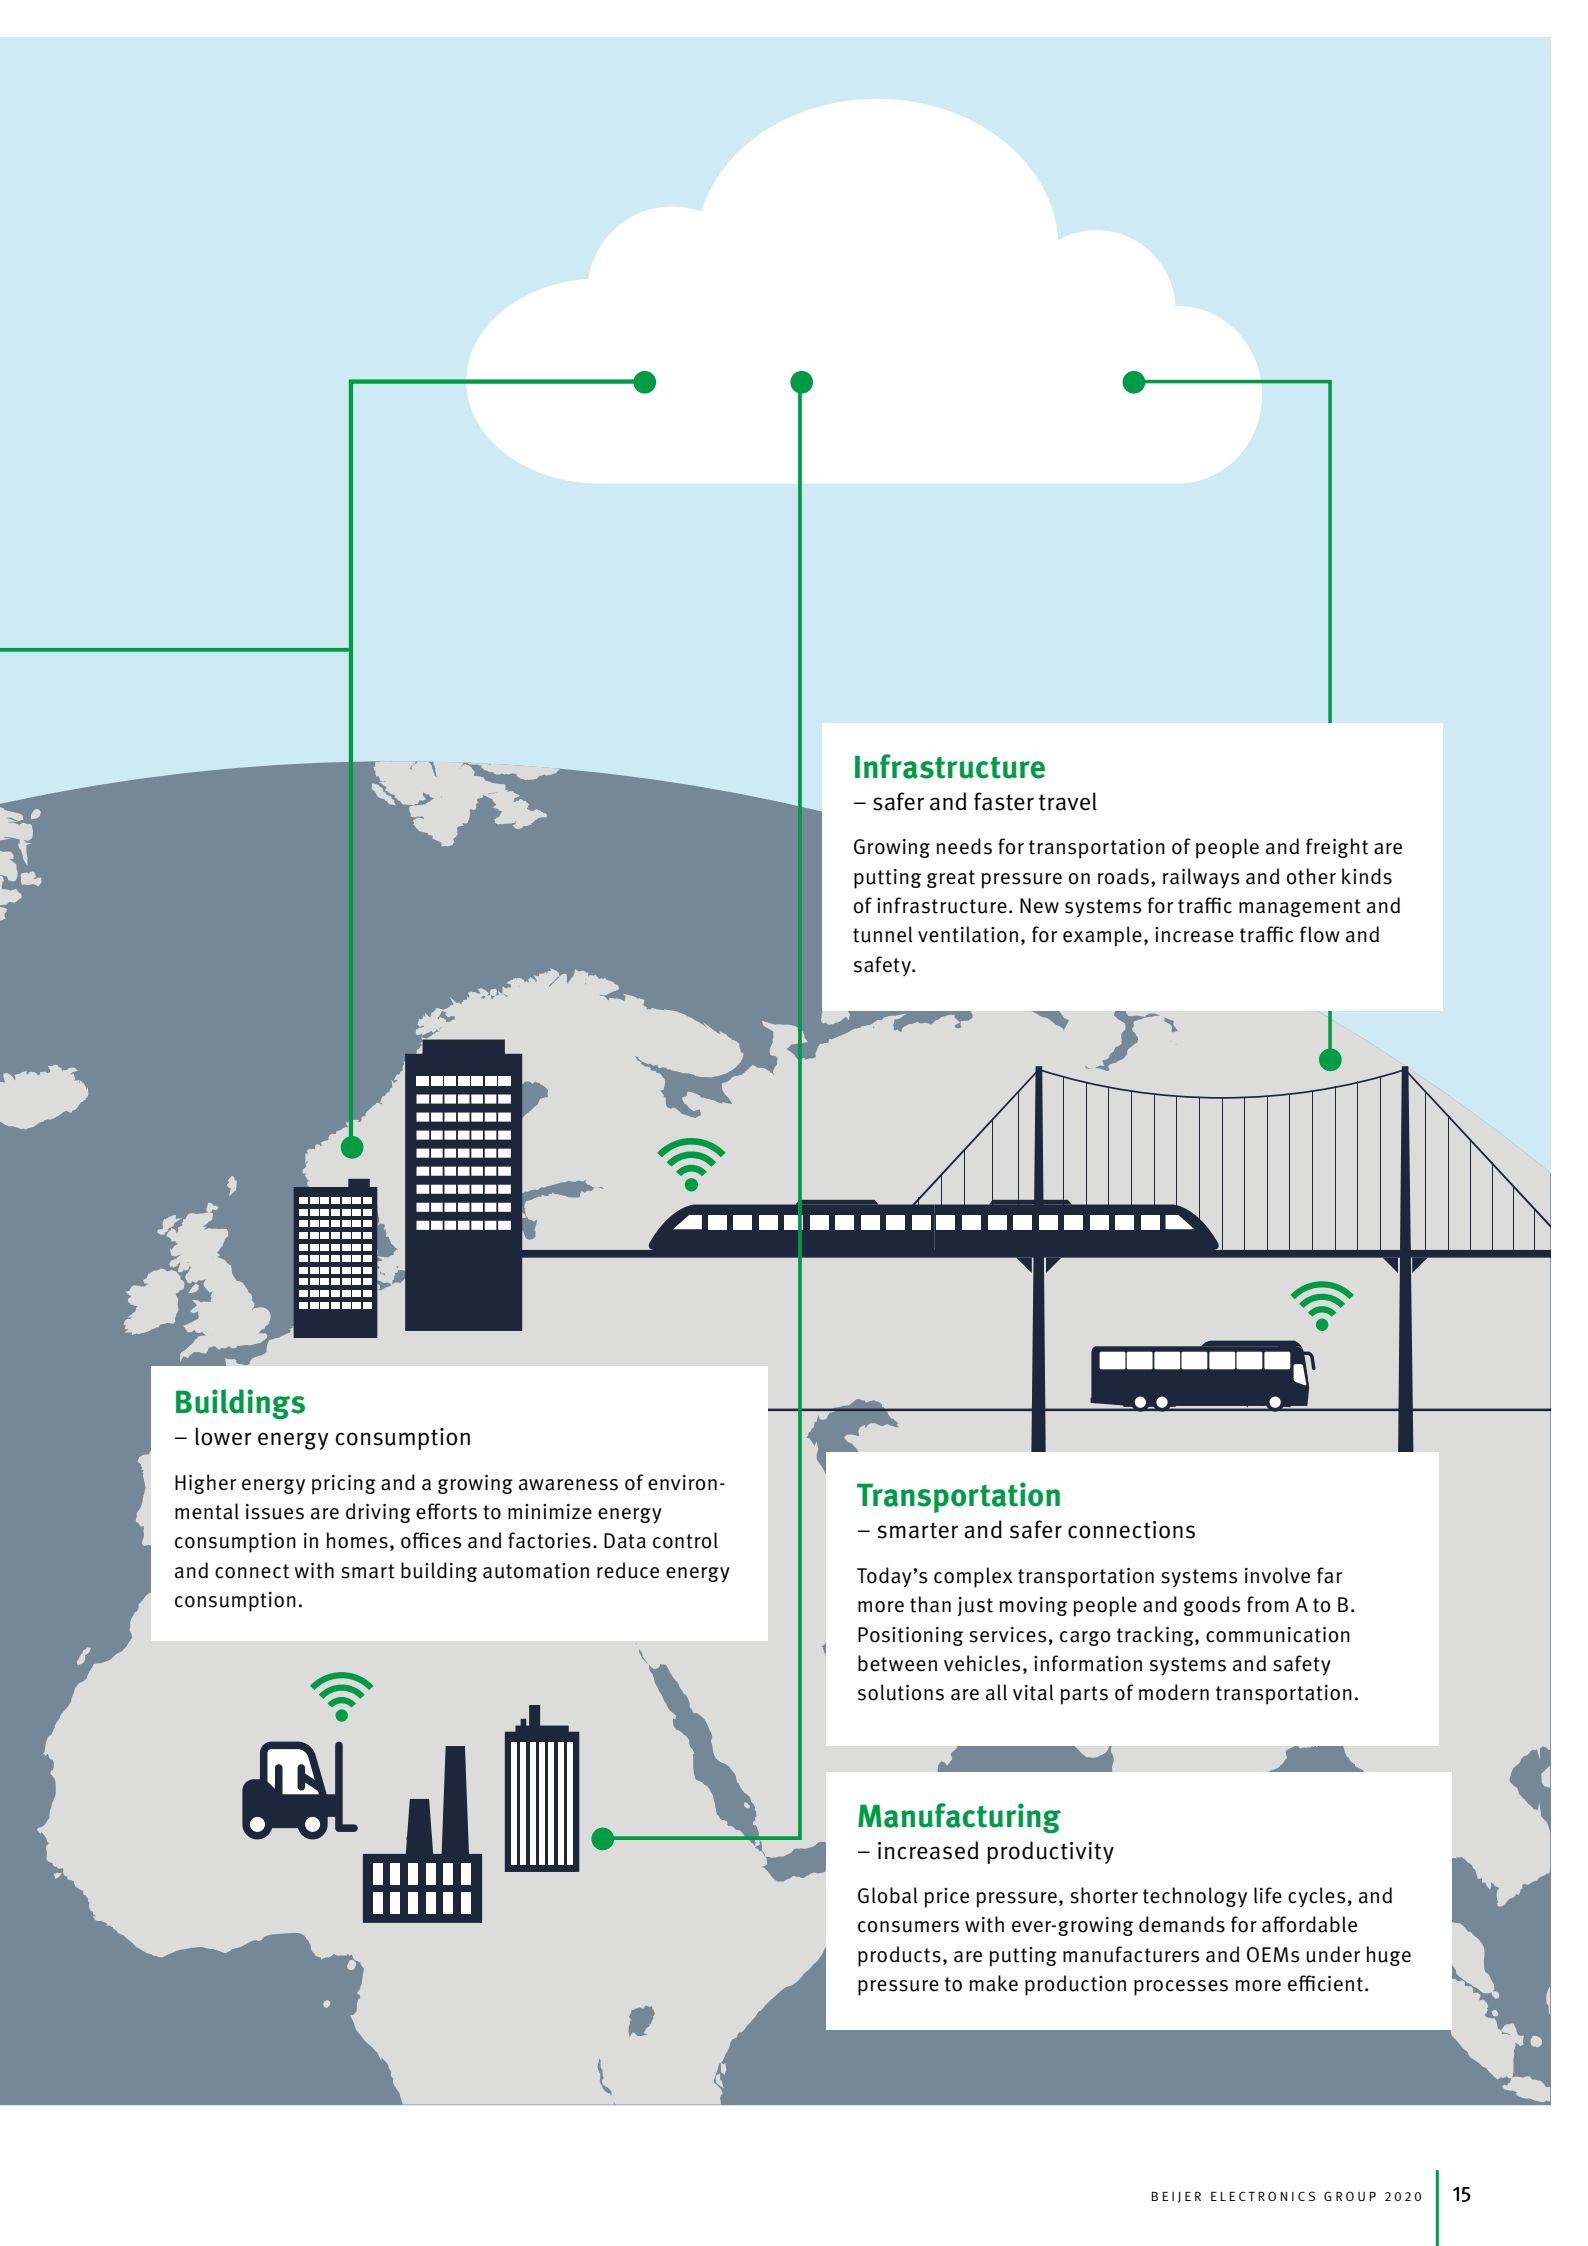 Infrastructure
– safer and faster travel
Growing needs for transportation of people and freight are
putting great pressure on roads, railways and other kinds
of infrastructure. New systems for traffic management and
tunnel ventilation, for example, increase traffic flow and
safety.
Buildings
– lower energy consumption
Higher energy pricing and a growing awareness of environ-
mental issues are driving efforts to minimize energy
consumption in homes, offices and factories. Data control
and connect with smart building automation reduce energy
consumption.
Transportation
– smarter and safer connections
Today’s complex transportation systems involve far
more than just moving people and goods from A to B.
Positioning services, cargo tracking, communication
between vehicles, information systems and safety
solutions are all vital parts of modern transportation.
Manufacturing
– increased productivity
Global price pressure, shorter technology life cycles, and
consumers with ever-growing demands for affordable
products, are putting manufacturers and OEMs under huge
pressure to make production processes more efficient.
BEIJER ELECTRONICS GROUP 2020 15